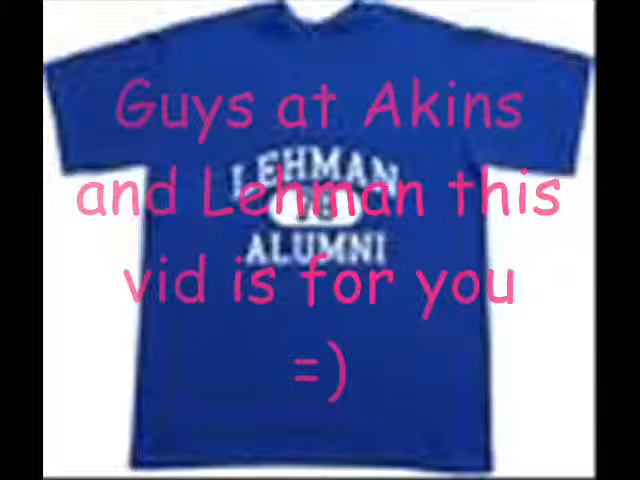 Guys at Akins
and Lehman this
vid is for you
=)
LEHMAN
ALUMNI